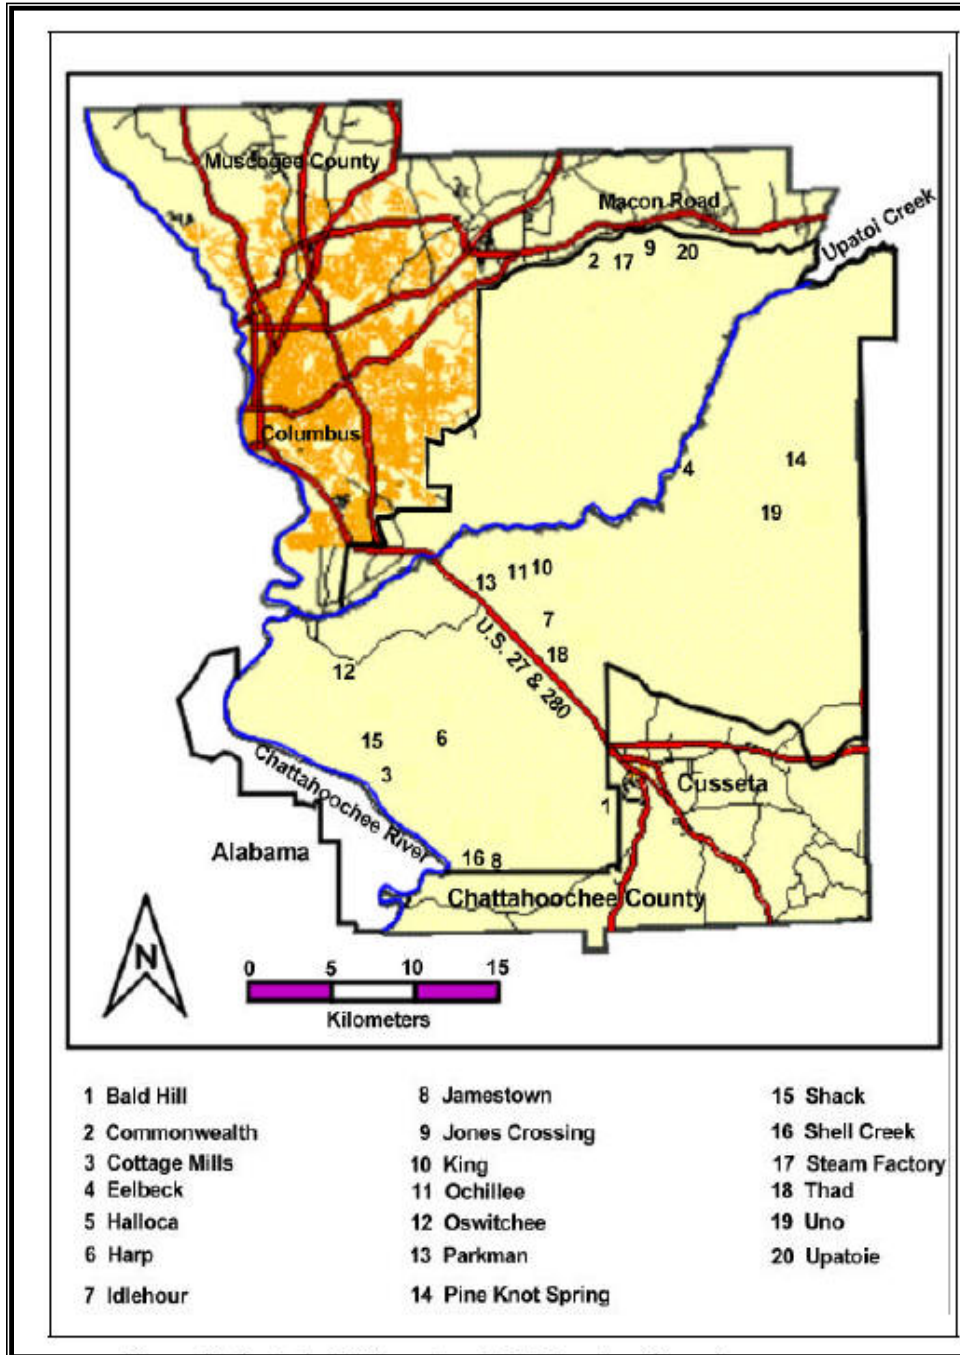 Muscogee County
Macon Road
Upatoi Creek
2 17 9 20
Columbus
4
14
19
13 11 10
7
18
U.S. 27 & 280
12
15 6
3
Chattahoochee River
Cusseta
1
Alabama
16 8
Chattahoochee County
N
0 5 10 15
Kilometers
1 Bald Hill
2 Commonwealth
3 Cottage Mills
4 Eelbeck
5 Halloca
6 Harp
7 Idlehour
8 Jamestown
9 Jones Crossing
10 King
11 Ochillee
12 Oswitchee
13 Parkman
14 Pine Knot Spring
15 Shack
16 Shell Creek
17 Steam Factory
18 Thad
19 Uno
20 Upatoie